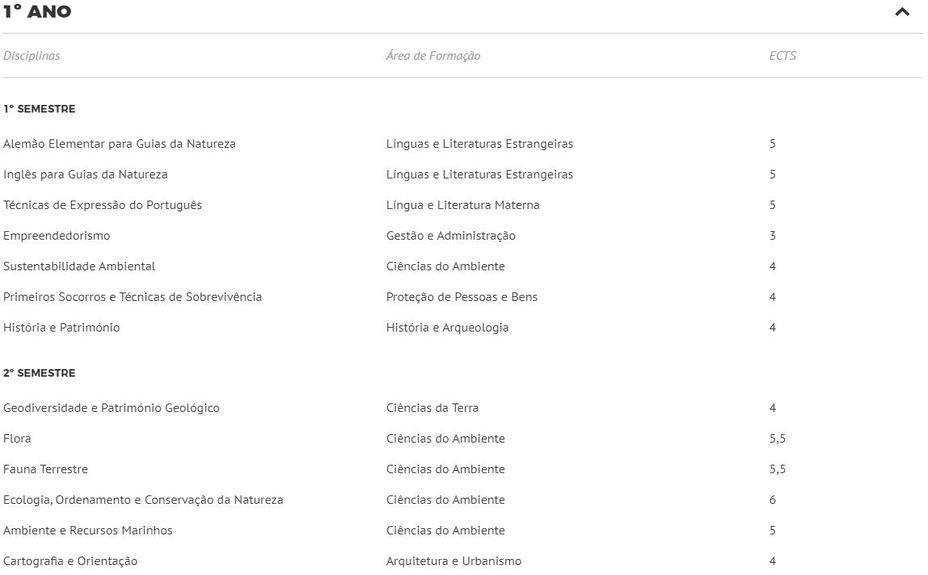 1º ANO
Disciplinas Área de Formação ECTS
1º SEMESTRE
Alemão Elementar para Guias da Natureza Línguas e Literaturas Estrangeiras 5
Inglês para Guias da Natureza Línguas e Literaturas Estrangeiras 5
Técnicas de Expressão do Português Língua e Literatura Materna 5
Empreendedorismo Gestão e Administração 3
Sustentabilidade Ambiental Ciências do Ambiente 4
Primeiros Socorros e Técnicas de Sobrevivência Proteção de Pessoas e Bens 4
História e Património História e Arqueologia 4
2º SEMESTRE
Geodiversidade e Património Geológico Ciências da Terra 4
Flora Ciências do Ambiente 5,5
Fauna Terrestre Ciências do Ambiente 5,5
Ecologia, Ordenamento e Conservação da Natureza Ciências do Ambiente 6
Ambiente e Recursos Marinhos Ciências do Ambiente 5
Cartografia e Orientação Arquitetura e Urbanismo 4